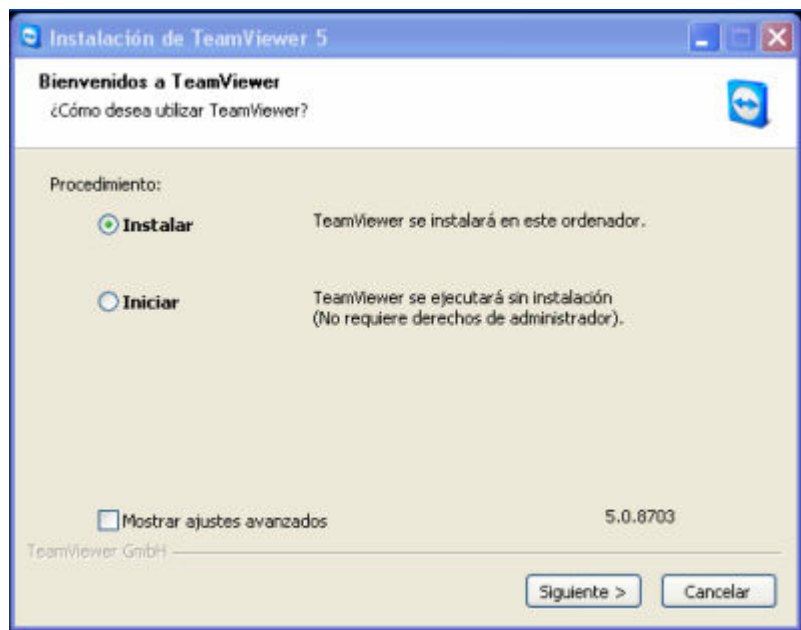 Instalación de TeamViewer 5
Bienvenidos a TeamViewer
¿Cómo desea utilizar TeamViewer?
Procedimiento:
Instalar
TeamViewer se instalará en este ordenador.
Iniciar
TeamViewer se ejecutará sin instalación
(No requiere derechos de administrador).
Mostrar ajustes avanzados
5.0.8703
TeamViewer GmbH
Siguiente >
Cancelar